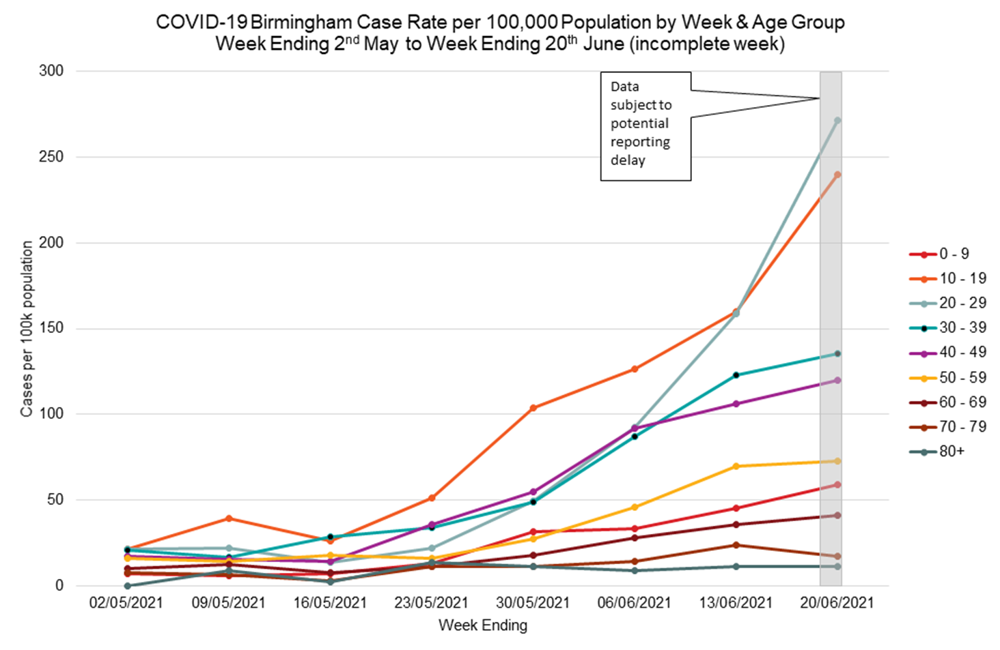 COVID-19 Birmingham Case Rate per 100,000 Population by Week & Age Group
Week Ending 2nd May to Week Ending 20th June (incomplete week)
300
250
200
150
100
50
0
Cases per 100k population
Data
subject to
potential
reporting
delay
02/05/2021 09/05/2021 16/05/2021 23/05/2021 30/05/2021 06/06/2021 13/06/2021 20/06/2021
Week Ending
0 - 9
10 - 19
20 - 29
30 - 39
40 - 49
50 - 59
60 - 69
70 - 79
80+